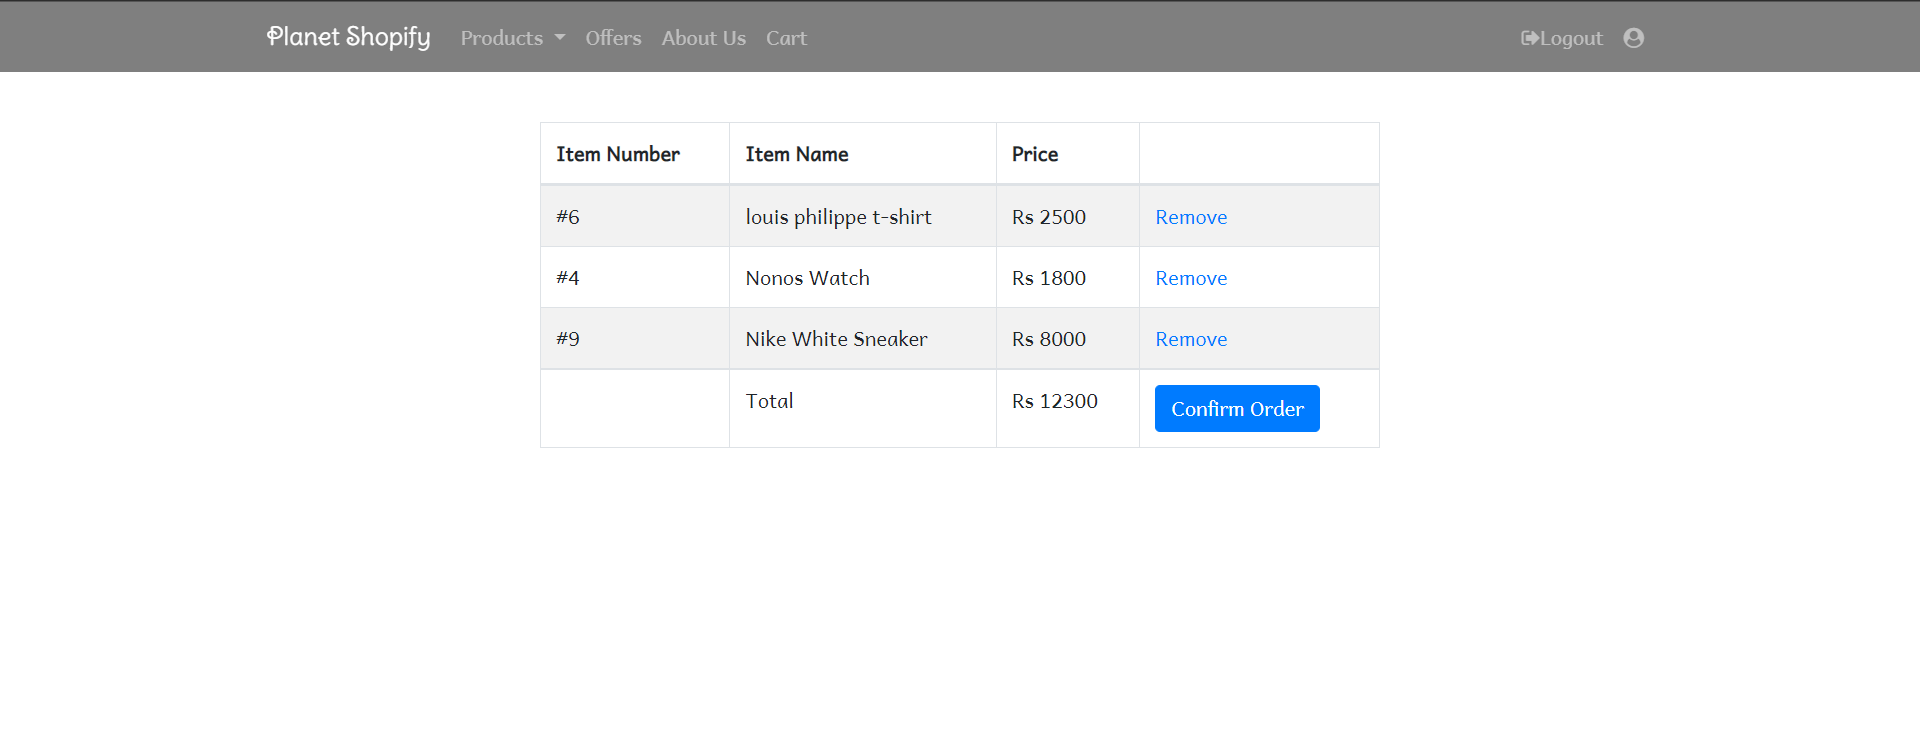 Planet Shopify Products Offers About Us Cart Logout
Item Number Item Name Price
#6 louis philippe t-shirt Rs 2500 Remove
#4 Nonos Watch Rs 1800 Remove
#9 Nike White Sneaker Rs 8000 Remove
Total Rs 12300 Confirm Order